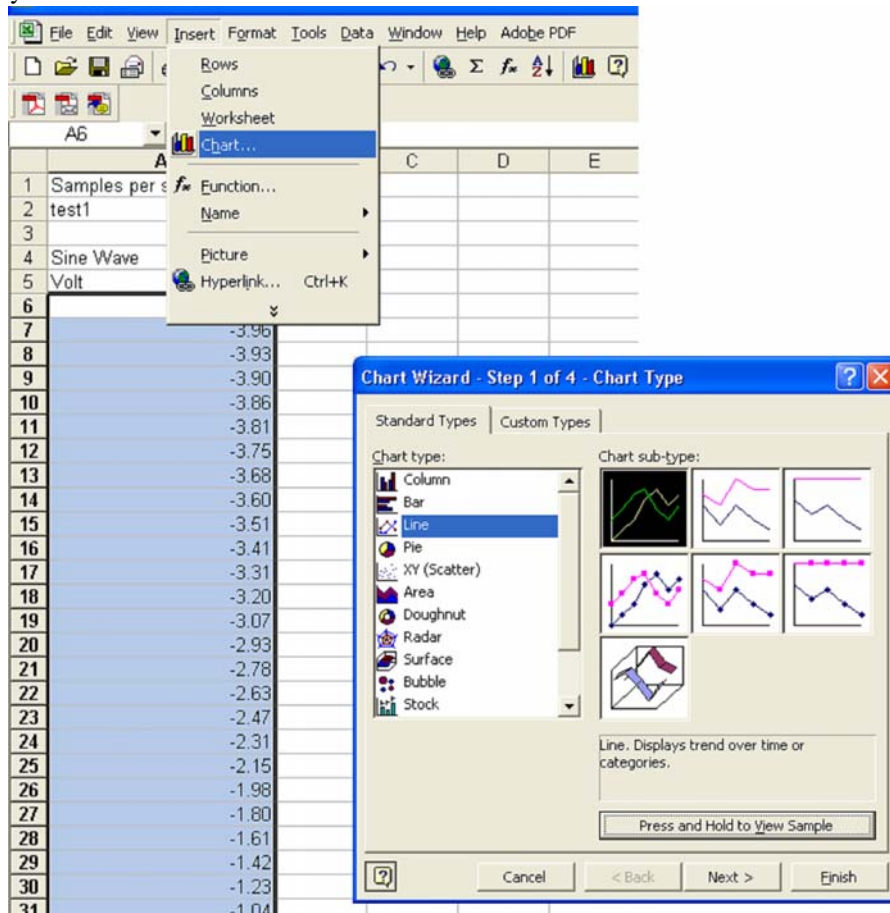 File Edit View Insert Format Tools Data Window Help Adobe PDF
Rows
Columns
Worksheet
Chart...
Function...
Name
Picture
Hyperlink... Ctrl+K
A6
A C D E
1 Samples per s
2 test1
3
4 Sine Wave
5 Volt
6
7 -3.96
8 -3.93
9 -3.90
10 -3.86
11 -3.81
12 -3.75
13 -3.68
14 -3.60
15 -3.51
16 -3.41
17 -3.31
18 -3.20
19 -3.07
20 -2.93
21 -2.78
22 -2.63
23 -2.47
24 -2.31
25 -2.15
26 -1.98
27 -1.80
28 -1.61
29 -1.42
30 -1.23
31 -1.04
Chart Wizard - Step 1 of 4 - Chart Type
Standard Types Custom Types
Chart type:
Column
Bar
Line
Pie
XY (Scatter)
Area
Doughnut
Radar
Surface
Bubble
Stock
Chart sub-type:
Line. Displays trend over time or
categories.
Press and Hold to View Sample
Cancel < Back Next > Finish